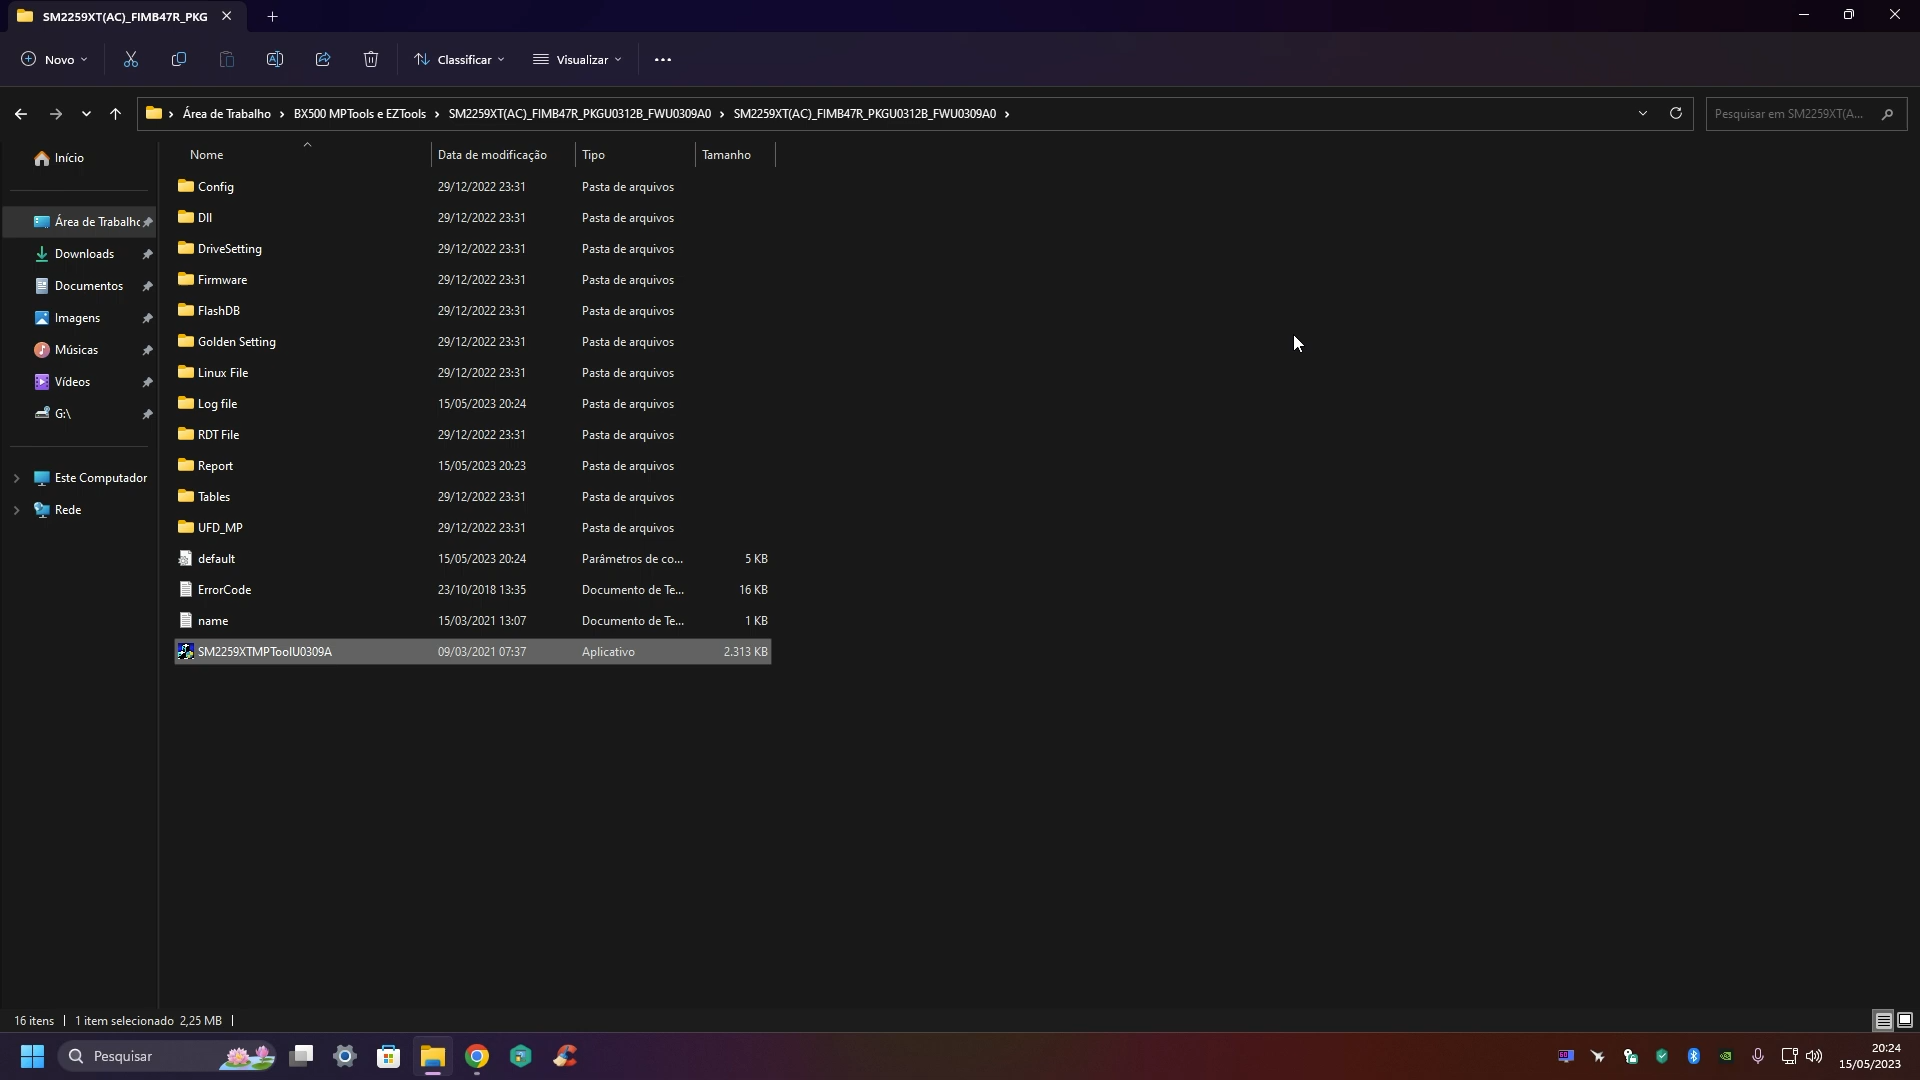 SM2259XT(AC)_FIMB47R_PKG
Novo
Classificar
Visualizar
Área de Trabalho
BX500 MPTools e EZTools
SM2259XT(AC)_FIMB47R_PKGU0312B_FWU0309A0
SM2259XT(AC)_FIMB47R_PKGU0312B_FWU0309A0
Pesquisar em SM2259XT(A...
Início
Área de Trabalho
Downloads
Documentos
Imagens
Músicas
Vídeos
G:\
Este Computador
Rede
Nome Data de modificação Tipo Tamanho
Config 29/12/2022 23:31 Pasta de arquivos
Dll 29/12/2022 23:31 Pasta de arquivos
DriveSetting 29/12/2022 23:31 Pasta de arquivos
Firmware 29/12/2022 23:31 Pasta de arquivos
FlashDB 29/12/2022 23:31 Pasta de arquivos
Golden Setting 29/12/2022 23:31 Pasta de arquivos
Linux File 29/12/2022 23:31 Pasta de arquivos
Log file 15/05/2023 20:24 Pasta de arquivos
RDT File 29/12/2022 23:31 Pasta de arquivos
Report 15/05/2023 20:23 Pasta de arquivos
Tables 29/12/2022 23:31 Pasta de arquivos
UFD_MP 29/12/2022 23:31 Pasta de arquivos
default 15/05/2023 20:24 Parâmetros de co... 5 KB
ErrorCode 23/10/2018 13:35 Documento de Te... 16 KB
name 15/03/2021 13:07 Documento de Te... 1 KB
SM2259XTMPToolU0309A 09/03/2021 07:37 Aplicativo 2.313 KB
16 itens 1 item selecionado 2,25 MB
Pesquisar
20:24
15/05/2023